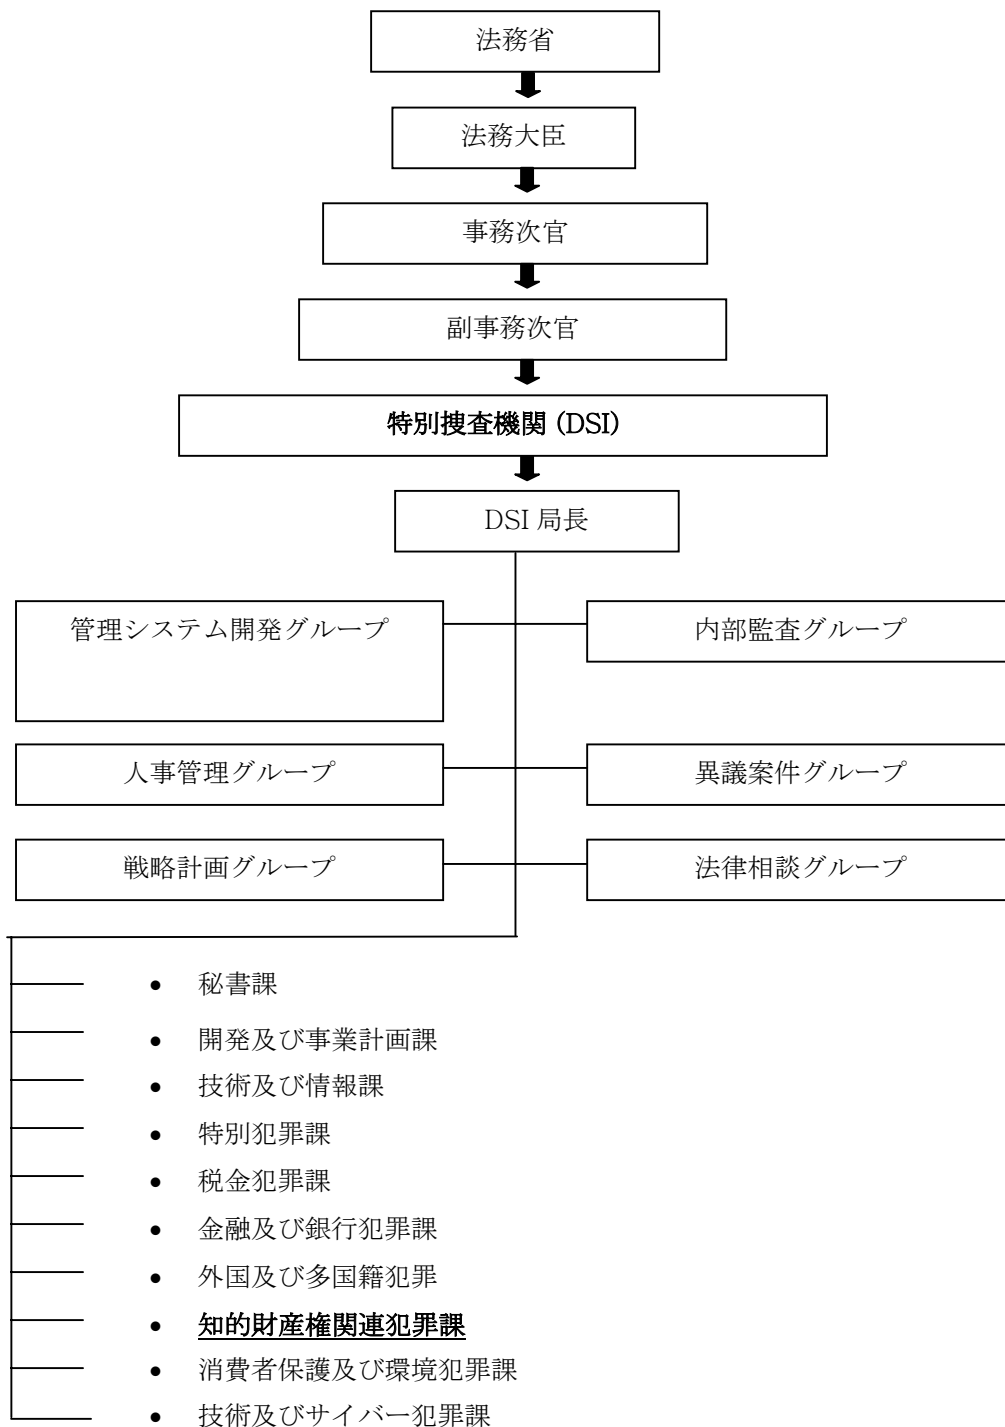 法務省
法務大臣
事務次官
副事務次官
特別捜査機関 (DSI)
DSI 局長
管理システム開発グループ
内部監査グループ
人事管理グループ
異議案件グループ
戦略計画グループ
法律相談グループ
• 秘書課
• 開発及び事業計画課
• 技術及び情報課
• 特別犯罪課
• 税金犯罪課
• 金融及び銀行犯罪課
• 外国及び多国籍犯罪
• 知的財産権関連犯罪課
• 消費者保護及び環境犯罪課
• 技術及びサイバー犯罪課